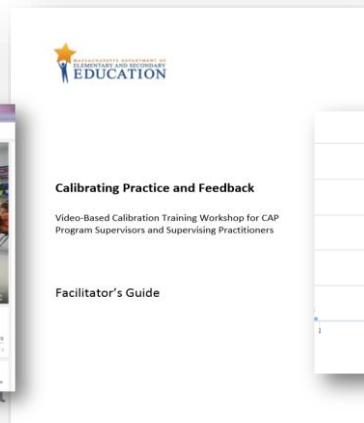 MASSACHUSETTS DEPARTMENT OF
ELEMENTARY AND SECONDARY
EDUCATION
Calibrating Practice and Feedback
Video-Based Calibration Training Workshop for CAP
Program Supervisors and Supervising Practitioners
Facilitator's Guide